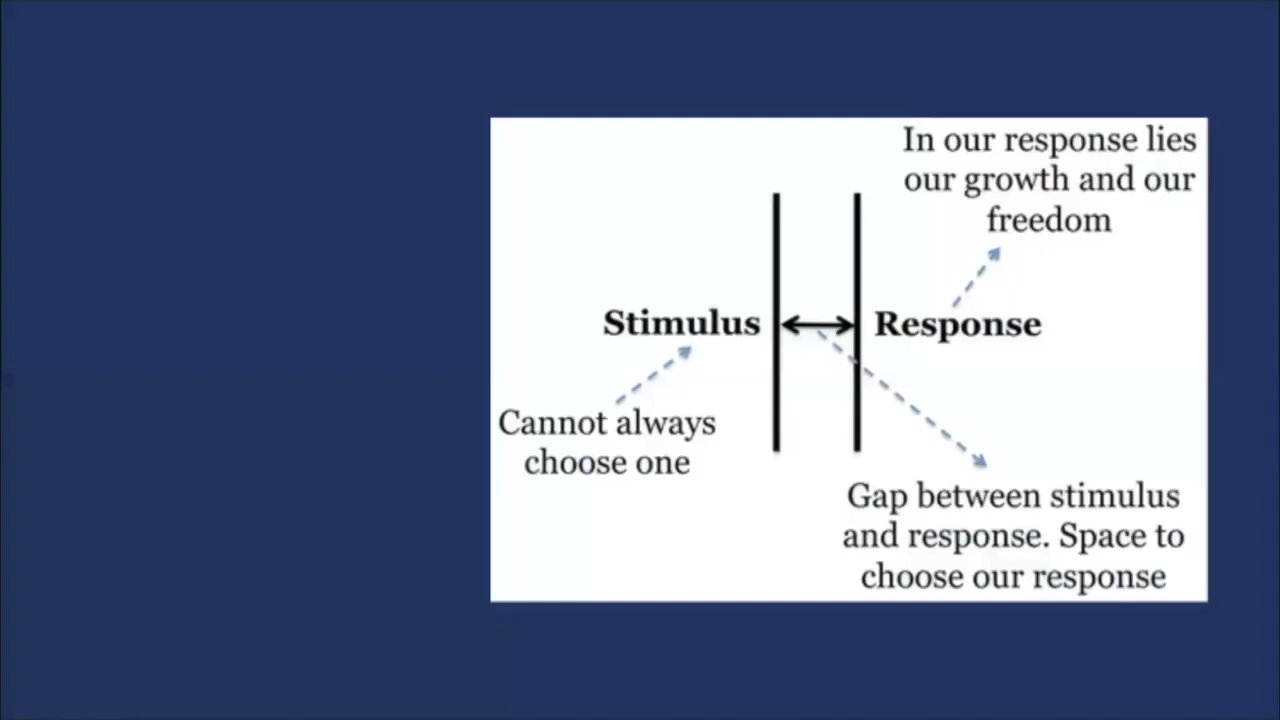 In our response lies
our growth and our
freedom
Stimulus
Response
Cannot always
choose one
Gap between stimulus
and response. Space to
choose our response